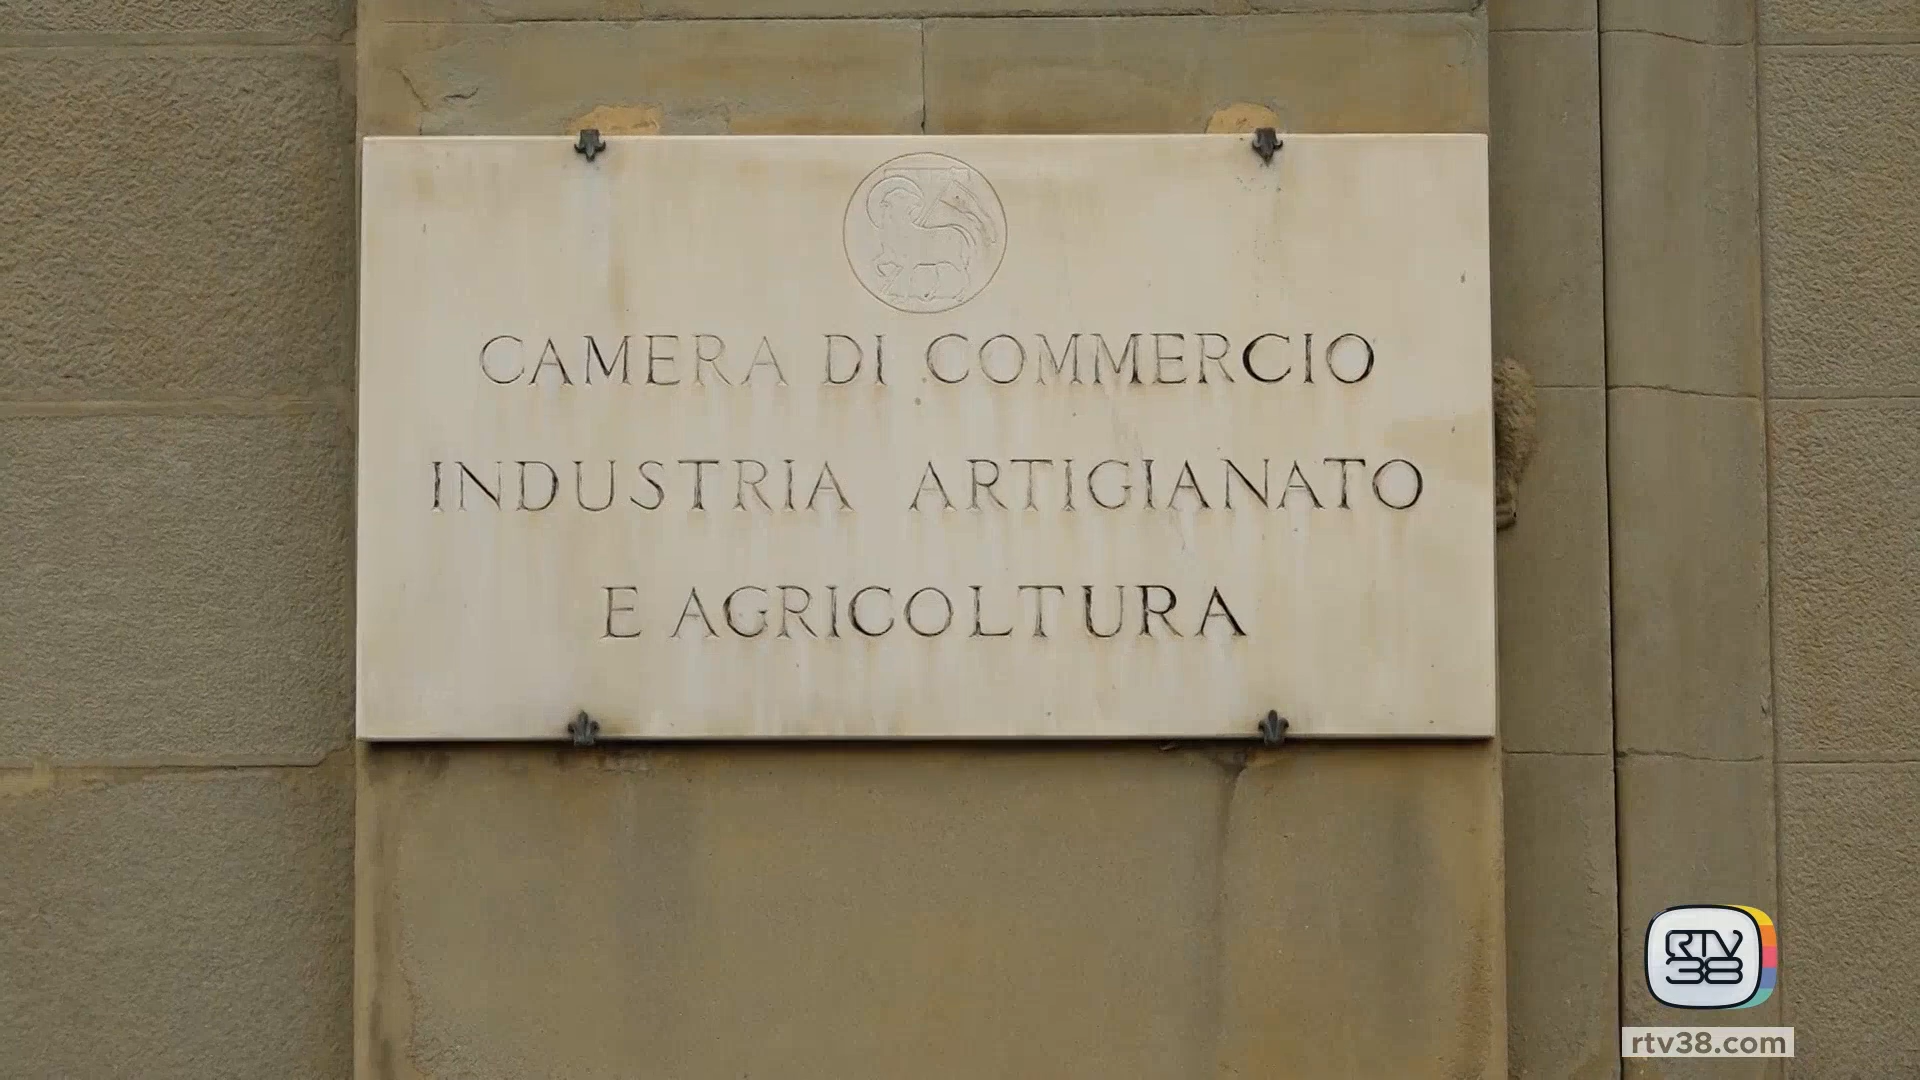 CAMERA DI COMMERCIO
INDUSTRIA ARTIGIANATO
E AGRICOLTURA
RTV
38
rtv38.com